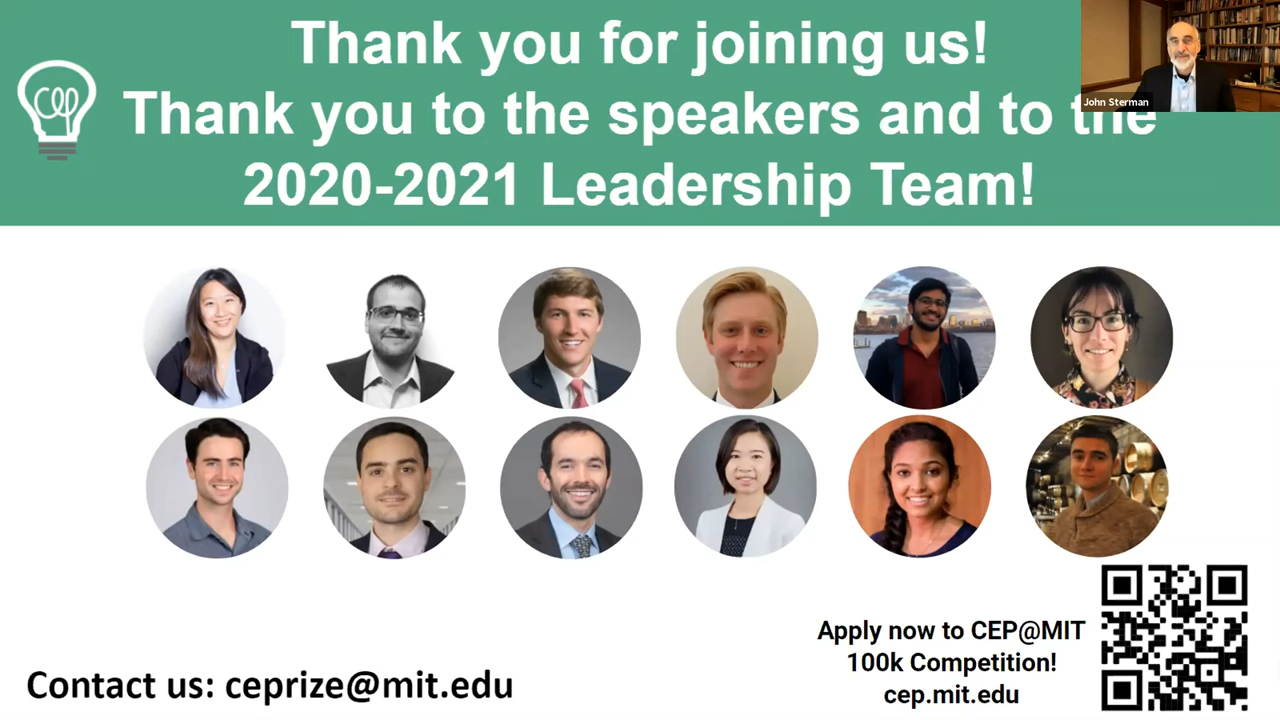 Thank you for joining us!
cep
Thank you to the speakers and to the
2020-2021 Leadership Team!
John Sterman
Apply now to CEP@MIT
100k Competition!
cep.mit.edu
Contact us: ceprize@mit.edu